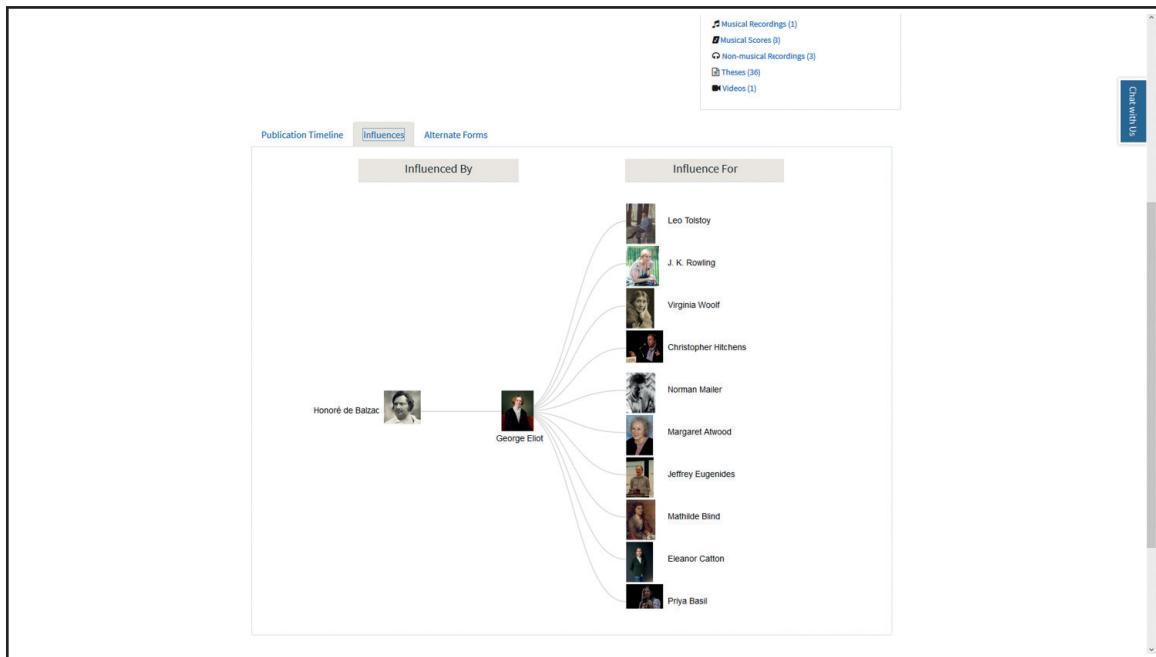 Musical Recordings (1)
Musical Scores (3)
Non-musical Recordings (3)
Theses (36)
Videos (1)
Chat with Us
Publication Timeline
Influences
Alternate Forms
Influenced By
Influence For
Leo Tolstoy
J. K. Rowling
Virginia Woolf
Christopher Hitchens
Norman Mailer
Honoré de Balzac
George Eliot
Margaret Atwood
Jeffrey Eugenides
Mathilde Blind
Eleanor Catton
Priya Basil